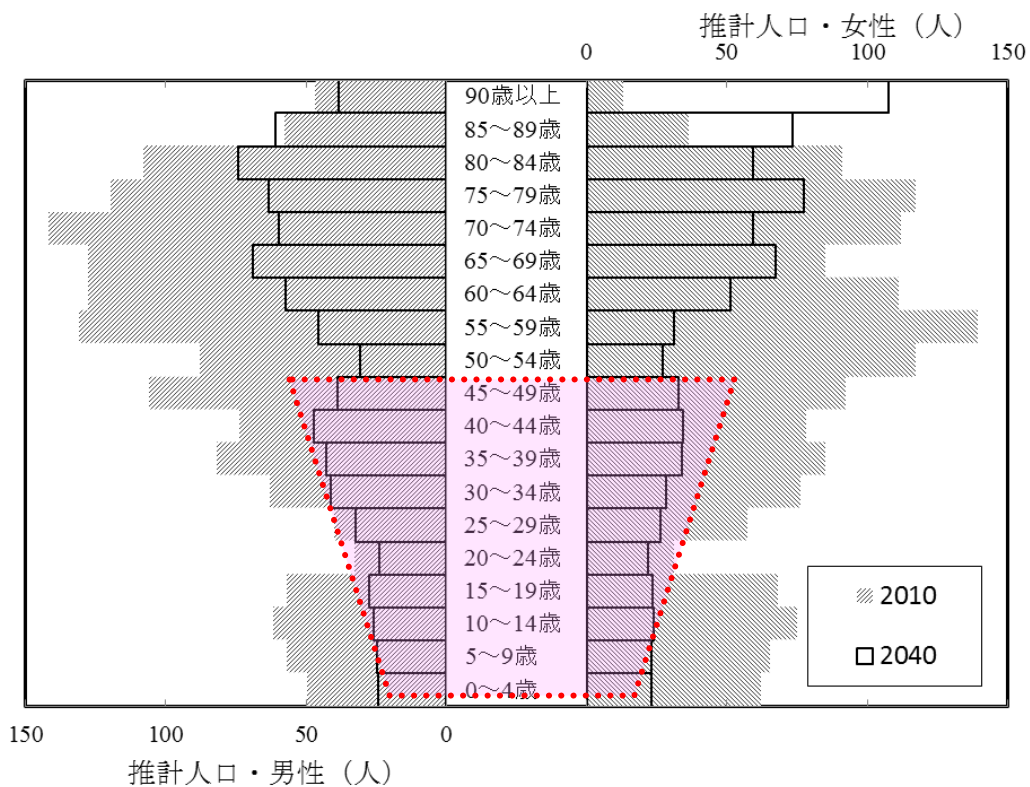 推計人口・女性（人）
0 50 100 150
90歳以上
85～89歳
80～84歳
75～79歳
70～74歳
65～69歳
60～64歳
55～59歳
50～54歳
45～49歳
40～44歳
35～39歳
30～34歳
25～29歳
20～24歳
15～19歳
10～14歳
5～9歳
0～4歳
2010
2040
150 100 50 0
推計人口・男性（人）